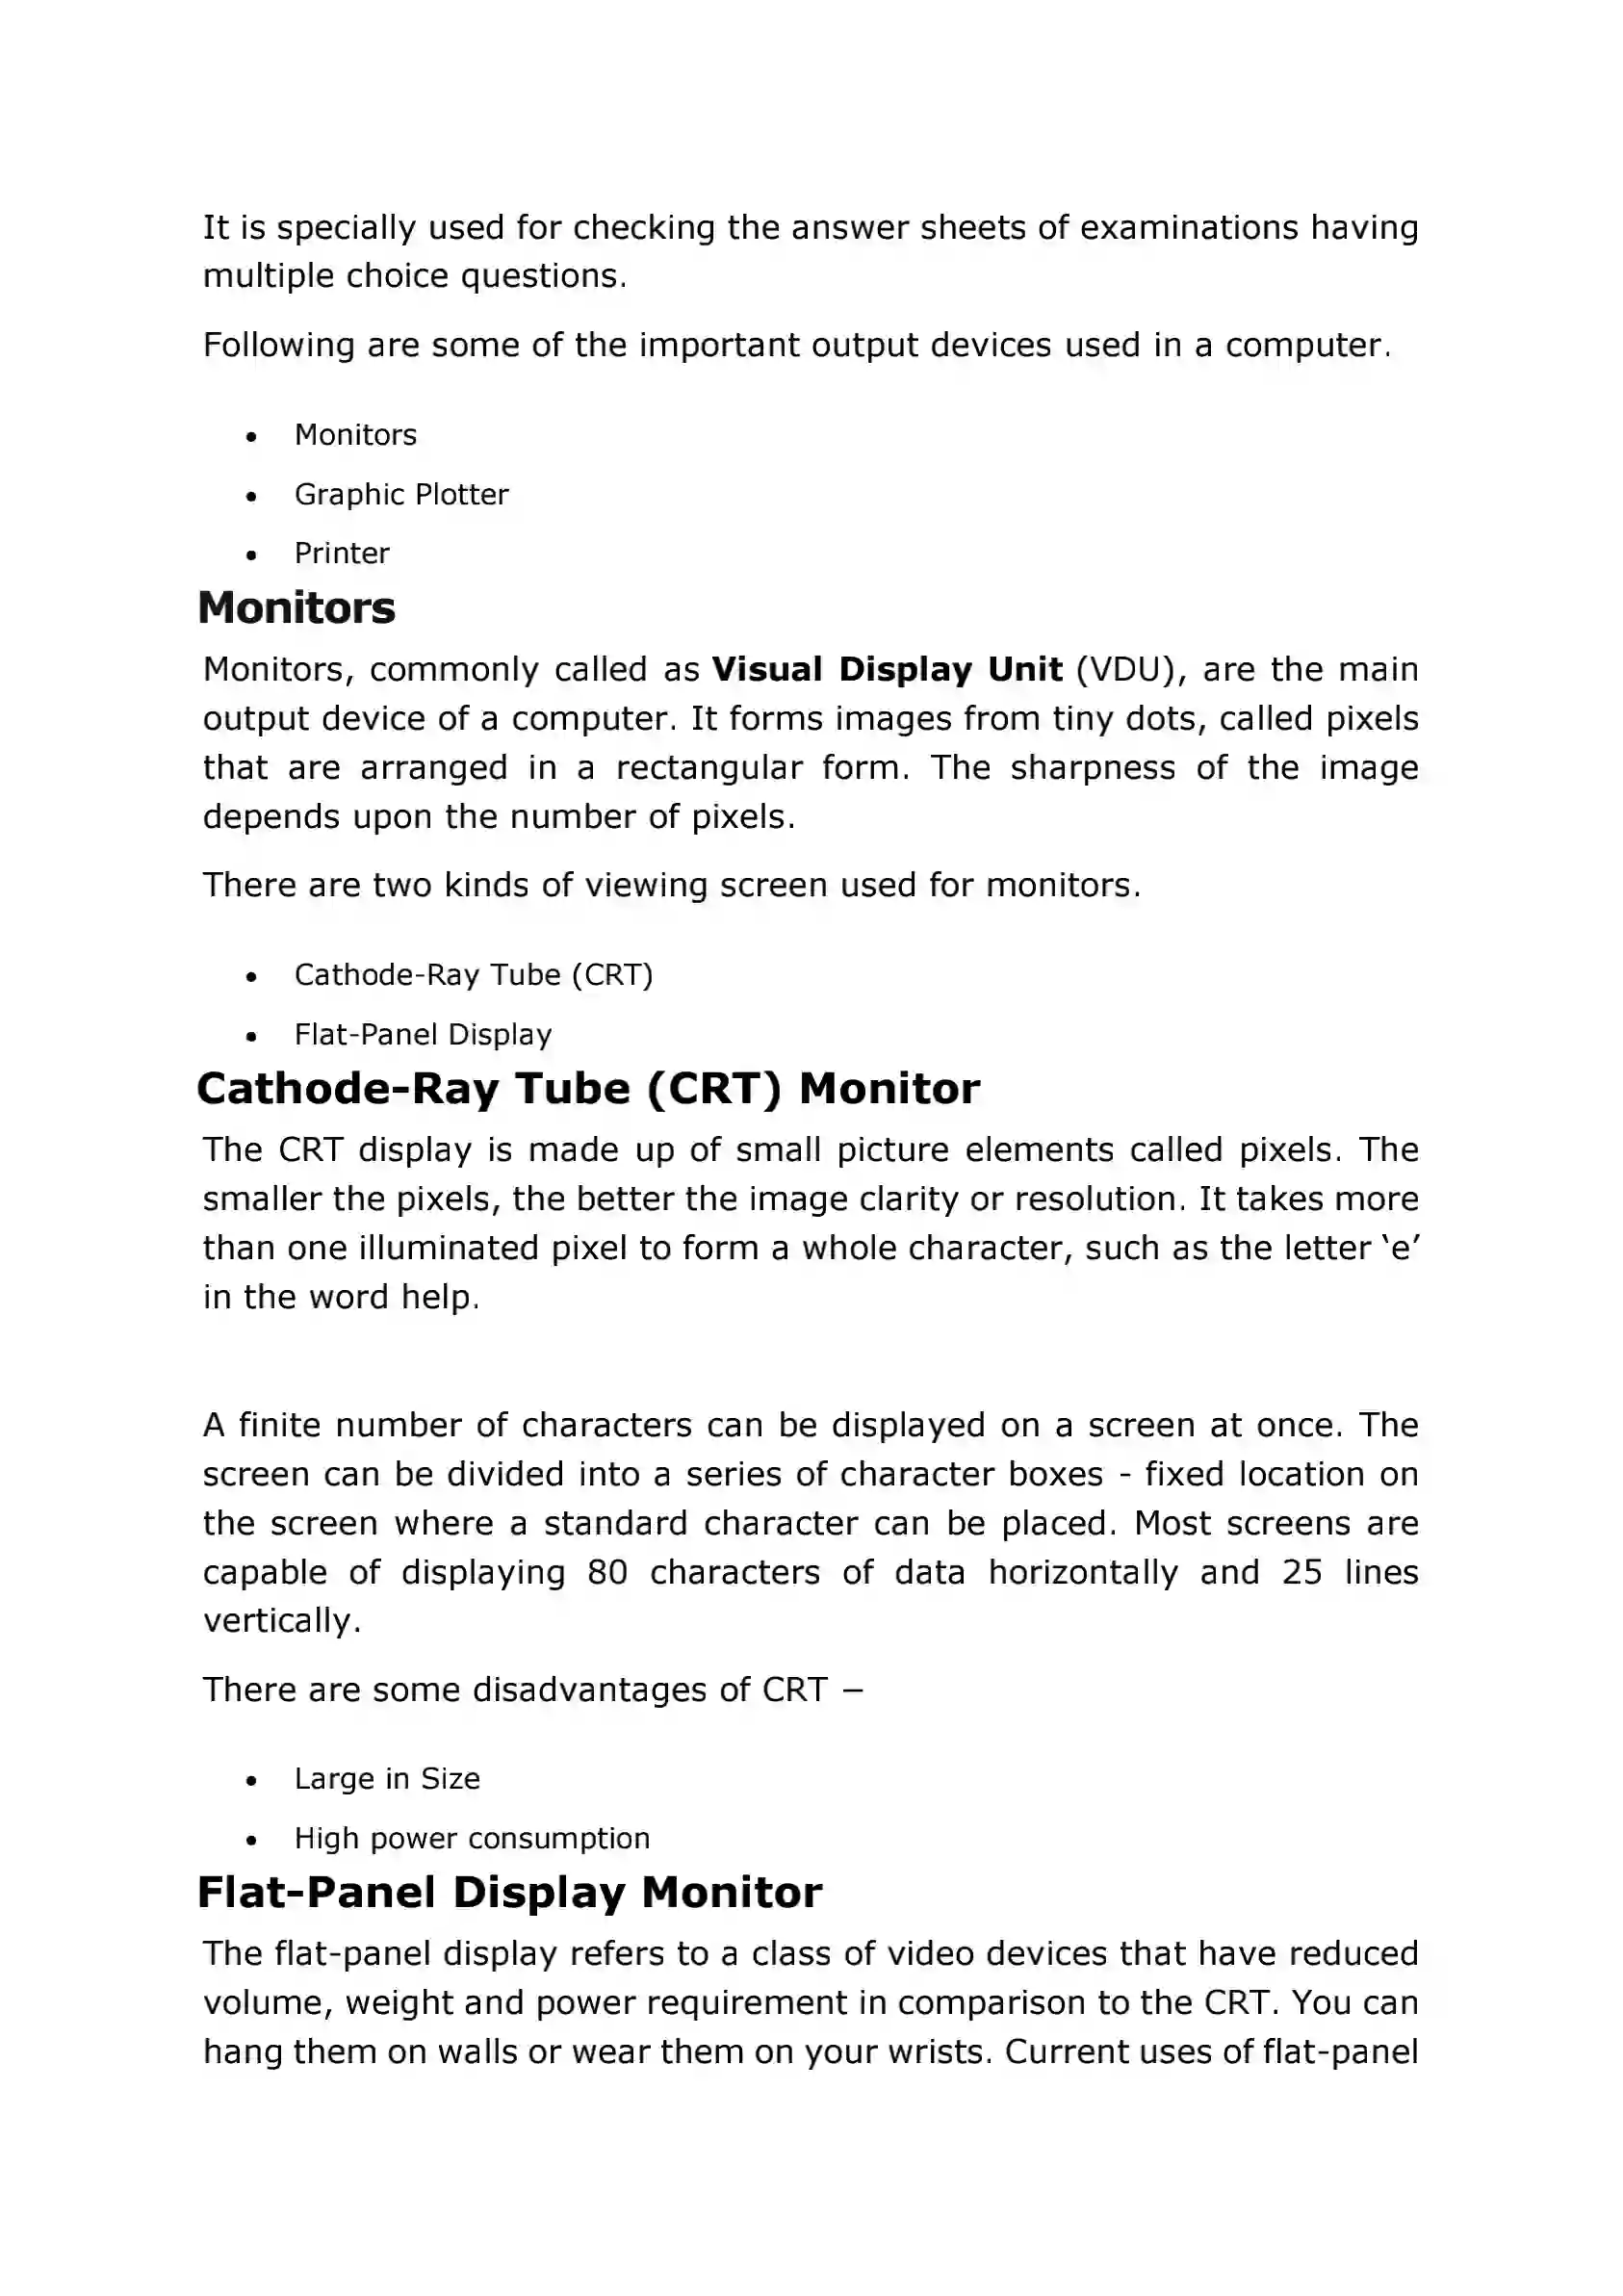 It is specially used for checking the answer sheets of examinations having
multiple choice questions.
Following are some of the important output devices used in a computer.
• Monitors
• Graphic Plotter
• Printer
Monitors
Monitors, commonly called as Visual Display Unit (VDU), are the main
output device of a computer. It forms images from tiny dots, called pixels
that are arranged in a rectangular form. The sharpness of the image
depends upon the number of pixels.
There are two kinds of viewing screen used for monitors.
• Cathode-Ray Tube (CRT)
• Flat-Panel Display
Cathode-Ray Tube (CRT) Monitor
The CRT display is made up of small picture elements called pixels. The
smaller the pixels, the better the image clarity or resolution. It takes more
than one illuminated pixel to form a whole character, such as the letter ‘e’
in the word help.
A finite number of characters can be displayed on a screen at once. The
screen can be divided into a series of character boxes - fixed location on
the screen where a standard character can be placed. Most screens are
capable of displaying 80 characters of data horizontally and 25 lines
vertically.
There are some disadvantages of CRT −
• Large in Size
• High power consumption
Flat-Panel Display Monitor
The flat-panel display refers to a class of video devices that have reduced
volume, weight and power requirement in comparison to the CRT. You can
hang them on walls or wear them on your wrists. Current uses of flat-panel